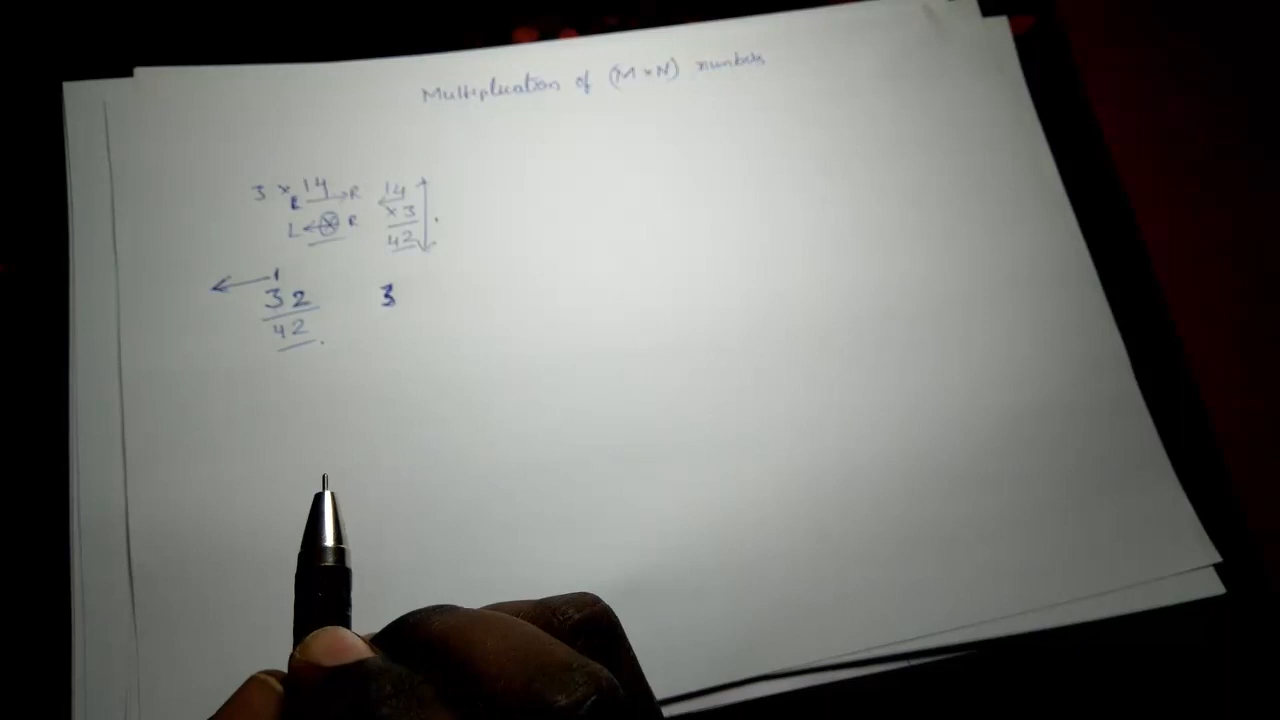 Multiplication of (M×N) numbers
3 × 14
L → R
L ← ⊗ R
14
× 3
42
1
32
42
3